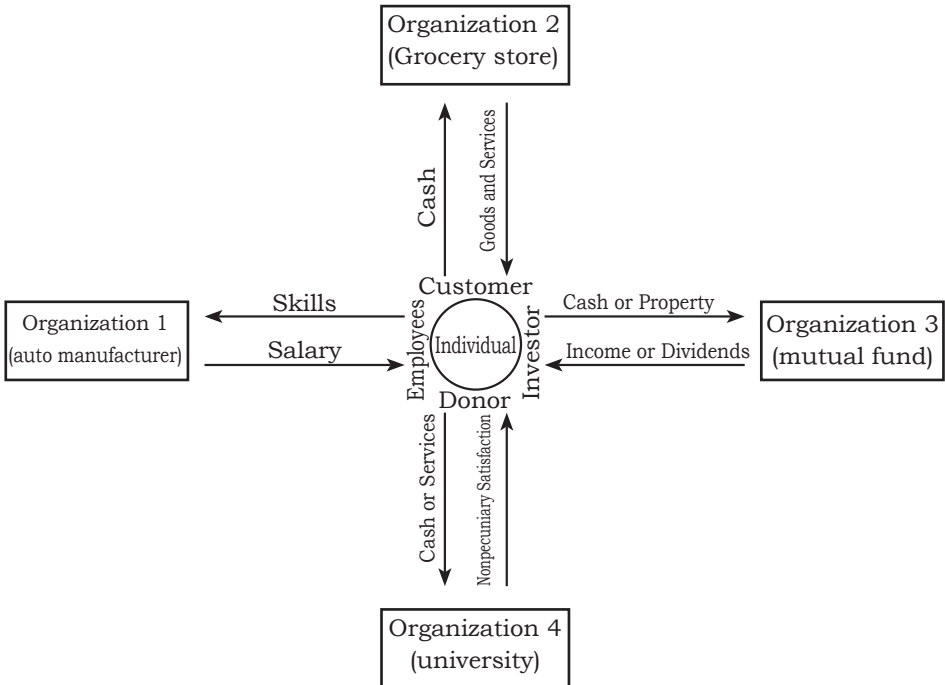 Organization 2
(Grocery store)
Cash
Goods and Services
Customer
Organization 1
(auto manufacturer)
Skills
Salary
Employees
Individual
Investor
Cash or Property
Income or Dividends
Organization 3
(mutual fund)
Donor
Cash or Services
Nonpecuniary Satisfaction
Organization 4
(university)